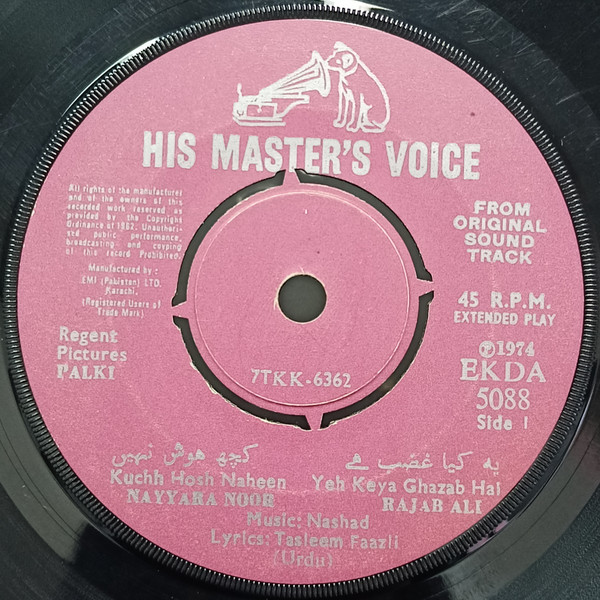 HIS MASTER'S VOICE
All rights of the manufacturer
and of the owners of this
recorded work reserved as
provided by the Copyright
Ordinance of 1962. Unauthor-
ised public performance,
broadcasting and copying
of this record Prohibited.
Manufactured by :
EMI (Pakistan) LTD.
Karachi.
(Registered Users of
Trade Mark)
Regent
Pictures
PALKI
FROM
ORIGINAL
SOUND
TRACK
45 R.P.M.
EXTENDED PLAY
Ⓟ1974
EKDA
5088
Side 1
7TKK-6362
کچھ ہوش نہیں
Kuchh Hosh Naheen
NAYYARA NOOR
یہ کیا غضب ہے
Yeh Keya Ghazab Hai
RAJAB ALI
Music: Nashad
Lyrics: Tasleem Faazli
(Urdu)